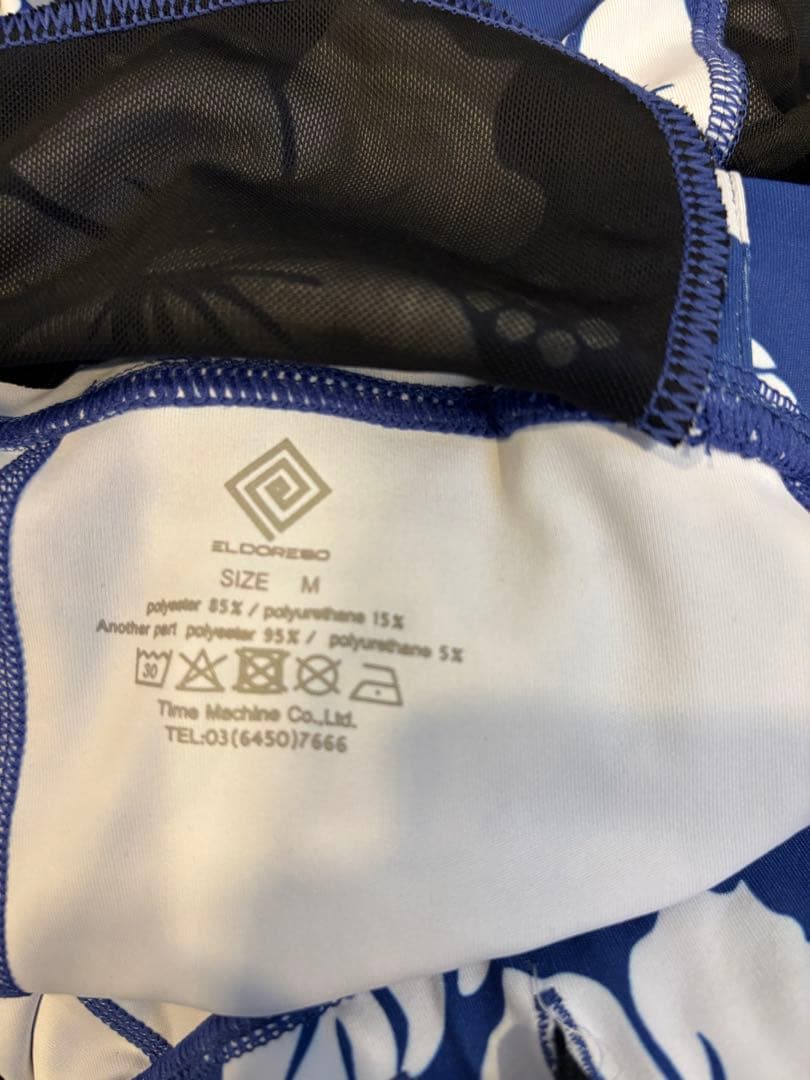 ELDORESO
SIZE M
polyester 85% / polyurethane 15%
Another part polyester 95% / polyurethane 5%
30
Time Machine Co.,Ltd.
TEL:03(6450)7666